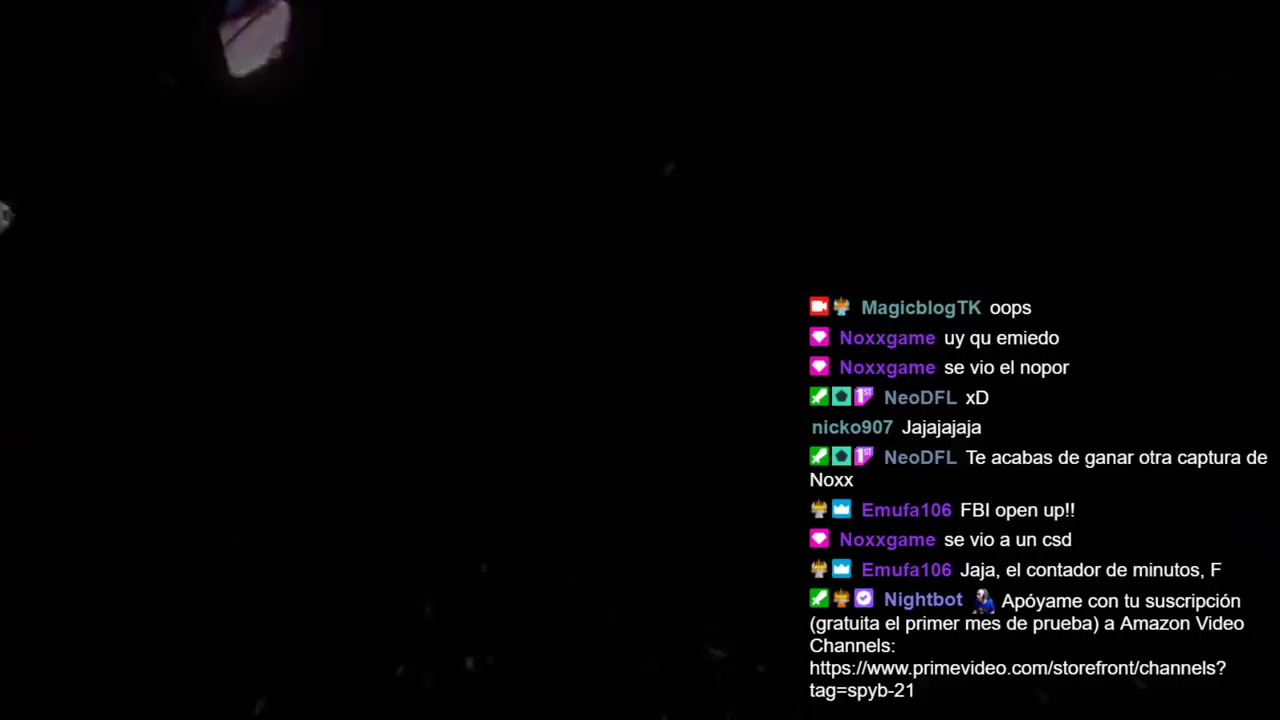 MagicblogTK oops
Noxxgame uy qu emiedo
Noxxgame se vio el nopor
1ST NeoDFL xD
nicko907 Jajajajaja
1ST NeoDFL Te acabas de ganar otra captura de
Noxx
Emufa106 FBI open up!!
Noxxgame se vio a un csd
Emufa106 Jaja, el contador de minutos, F
Nightbot Apóyame con tu suscripción
(gratuita el primer mes de prueba) a Amazon Video
Channels:
https://www.primevideo.com/storefront/channels?
tag=spyb-21